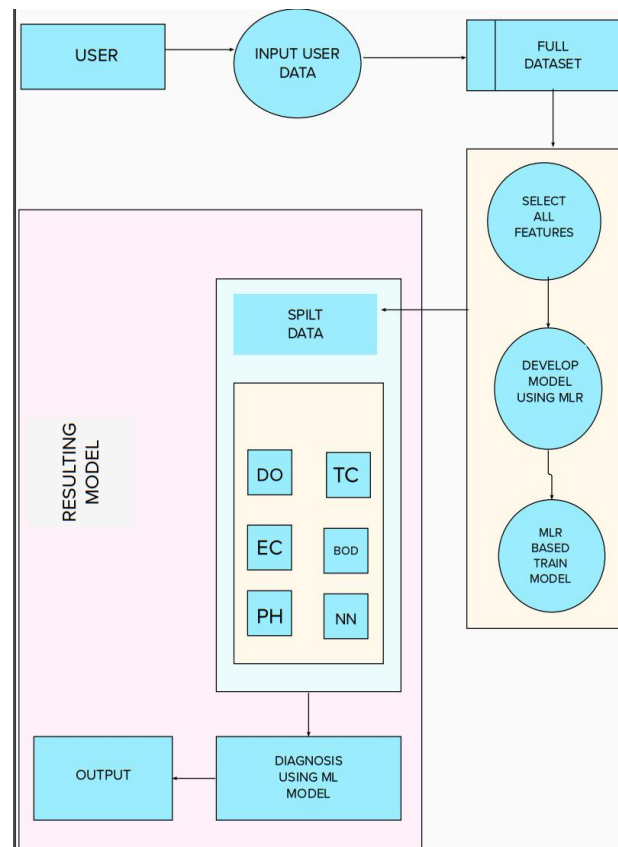 USER
INPUT USER
DATA
FULL
DATASET
SELECT
ALL
FEATURES
DEVELOP
MODEL
USING MLR
MLR
BASED
TRAIN
MODEL
SPILT
DATA
DO
TC
EC
BOD
PH
NN
RESULTING
MODEL
DIAGNOSIS
USING ML
MODEL
OUTPUT